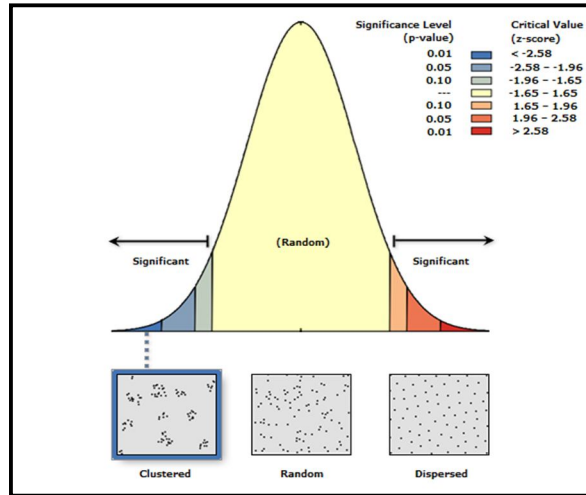 Significance Level Critical Value
(p-value) (z-score)
0.01 < -2.58
0.05 -2.58 – -1.96
0.10 -1.96 – -1.65
--- -1.65 – 1.65
0.10 1.65 – 1.96
0.05 1.96 – 2.58
0.01 > 2.58
(Random)
Significant Significant
Clustered Random Dispersed